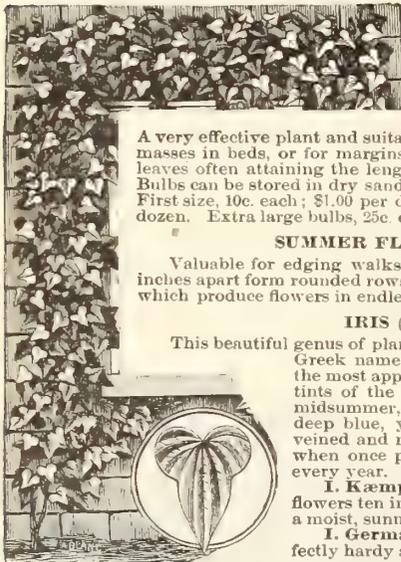 A very effective plant and suita
masses in beds, or for margins
leaves often attaining the leng
Bulbs can be stored in dry sand
First size, 10c. each; $1.00 per d
dozen. Extra large bulbs, 25c. e
SUMMER FL
Valuable for edging walks
inches apart form rounded row
which produce flowers in endle
IRIS (
This beautiful genus of plan
Greek name
the most app
tints of the
midsummer,
deep blue, y
veined and r
when once p
every year.
I. Kæmp
flowers ten in
a moist, sunn
I. Germa
fectly hardy a
A. BLANC